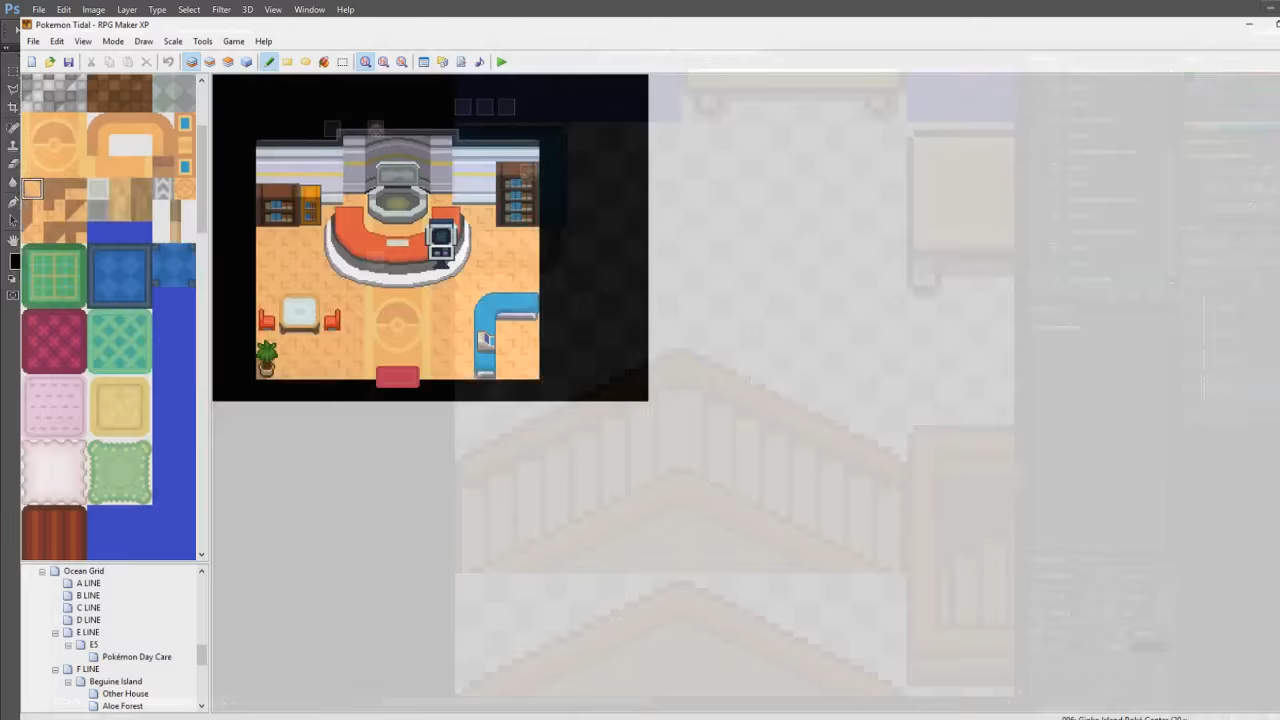 Ps File Edit Image Layer Type Select Filter 3D View Window Help
Pokemon Tidal - RPG Maker XP
File Edit View Mode Draw Scale Tools Game Help
Ocean Grid
A LINE
B LINE
C LINE
D LINE
E LINE
E5
Pokémon Day Care
F LINE
Beguine Island
Other House
Aloe Forest